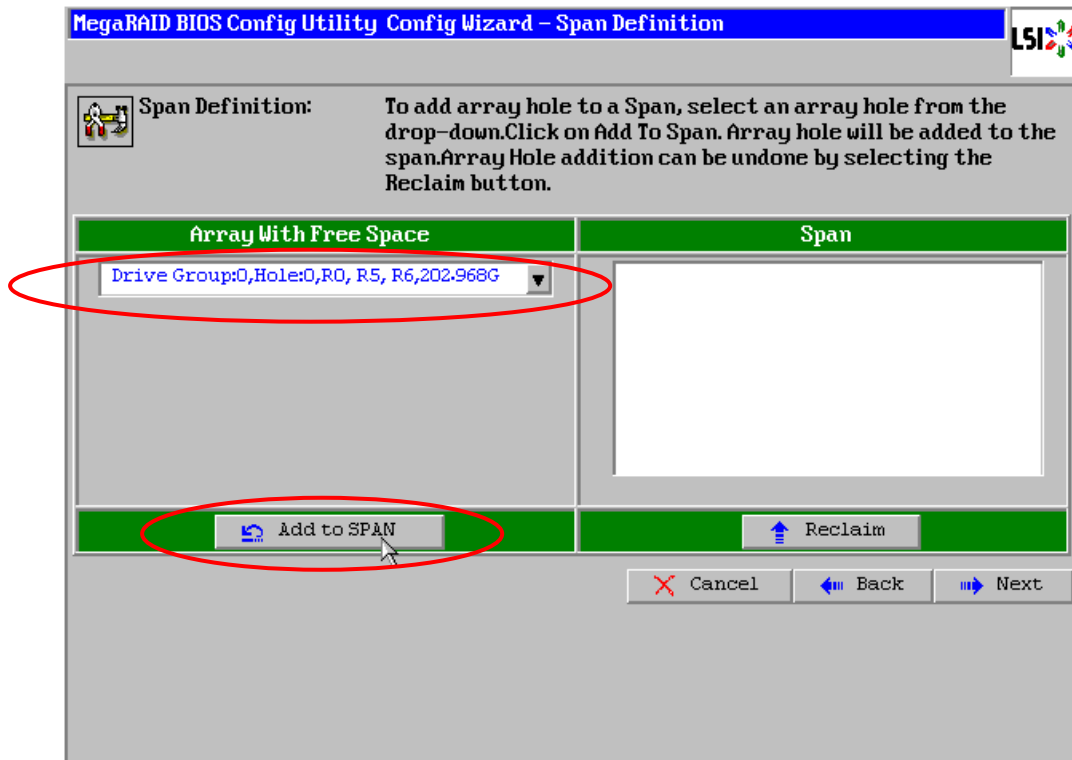 MegaRAID BIOS Config Utility Config Wizard - Span Definition
LSI
Span Definition:
To add array hole to a Span, select an array hole from the
drop-down.Click on Add To Span. Array hole will be added to the
span.Array Hole addition can be undone by selecting the
Reclaim button.
Array With Free Space
Span
Drive Group:0,Hole:0,R0, R5, R6,202.968G
Add to SPAN
Reclaim
Cancel
Back
Next